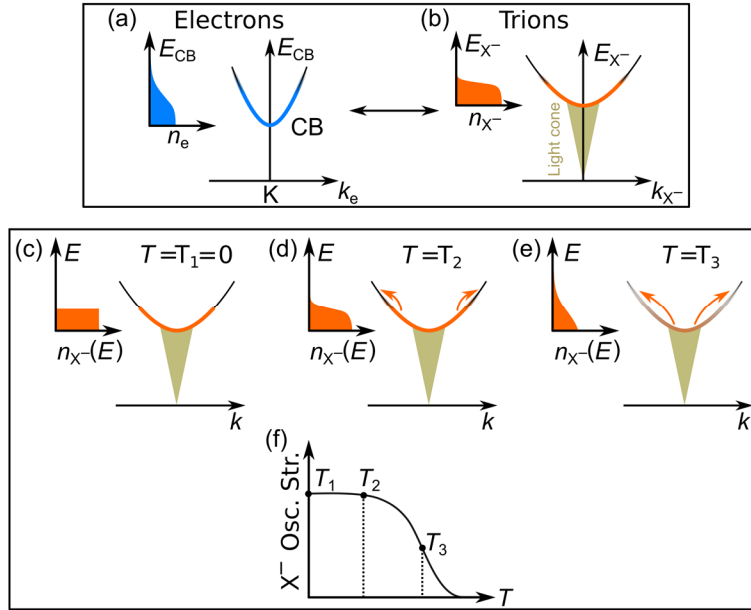 (a) Electrons
E_CB
n_e
E_CB
CB
K
k_e
(b) Trions
E_X⁻
n_X⁻
E_X⁻
Light cone
k_X⁻
(c) T=T₁=0
E
n_X⁻(E)
k
(d) T=T₂
E
n_X⁻(E)
k
(e) T=T₃
E
n_X⁻(E)
k
(f)
X⁻ Osc. Str.
T₁
T₂
T₃
T